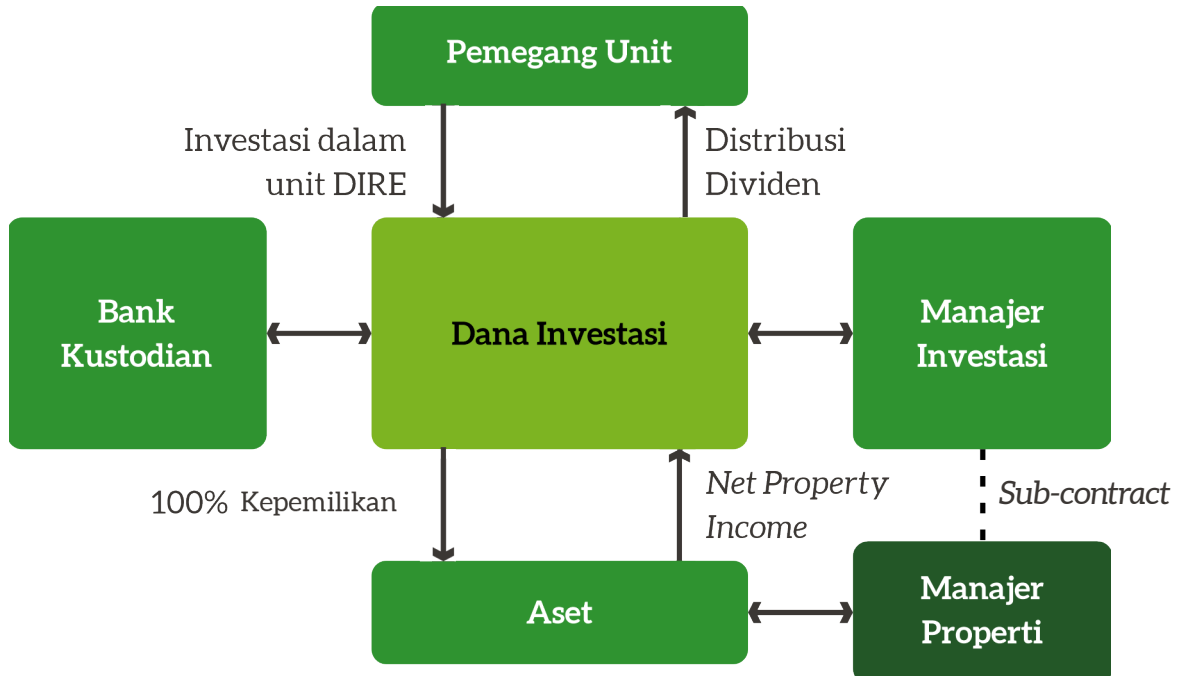 Pemegang Unit
Investasi dalam
unit DIRE
Distribusi
Dividen
Bank
Kustodian
Dana Investasi
Manajer
Investasi
100% Kepemilikan
Net Property
Income
Sub-contract
Aset
Manajer
Properti